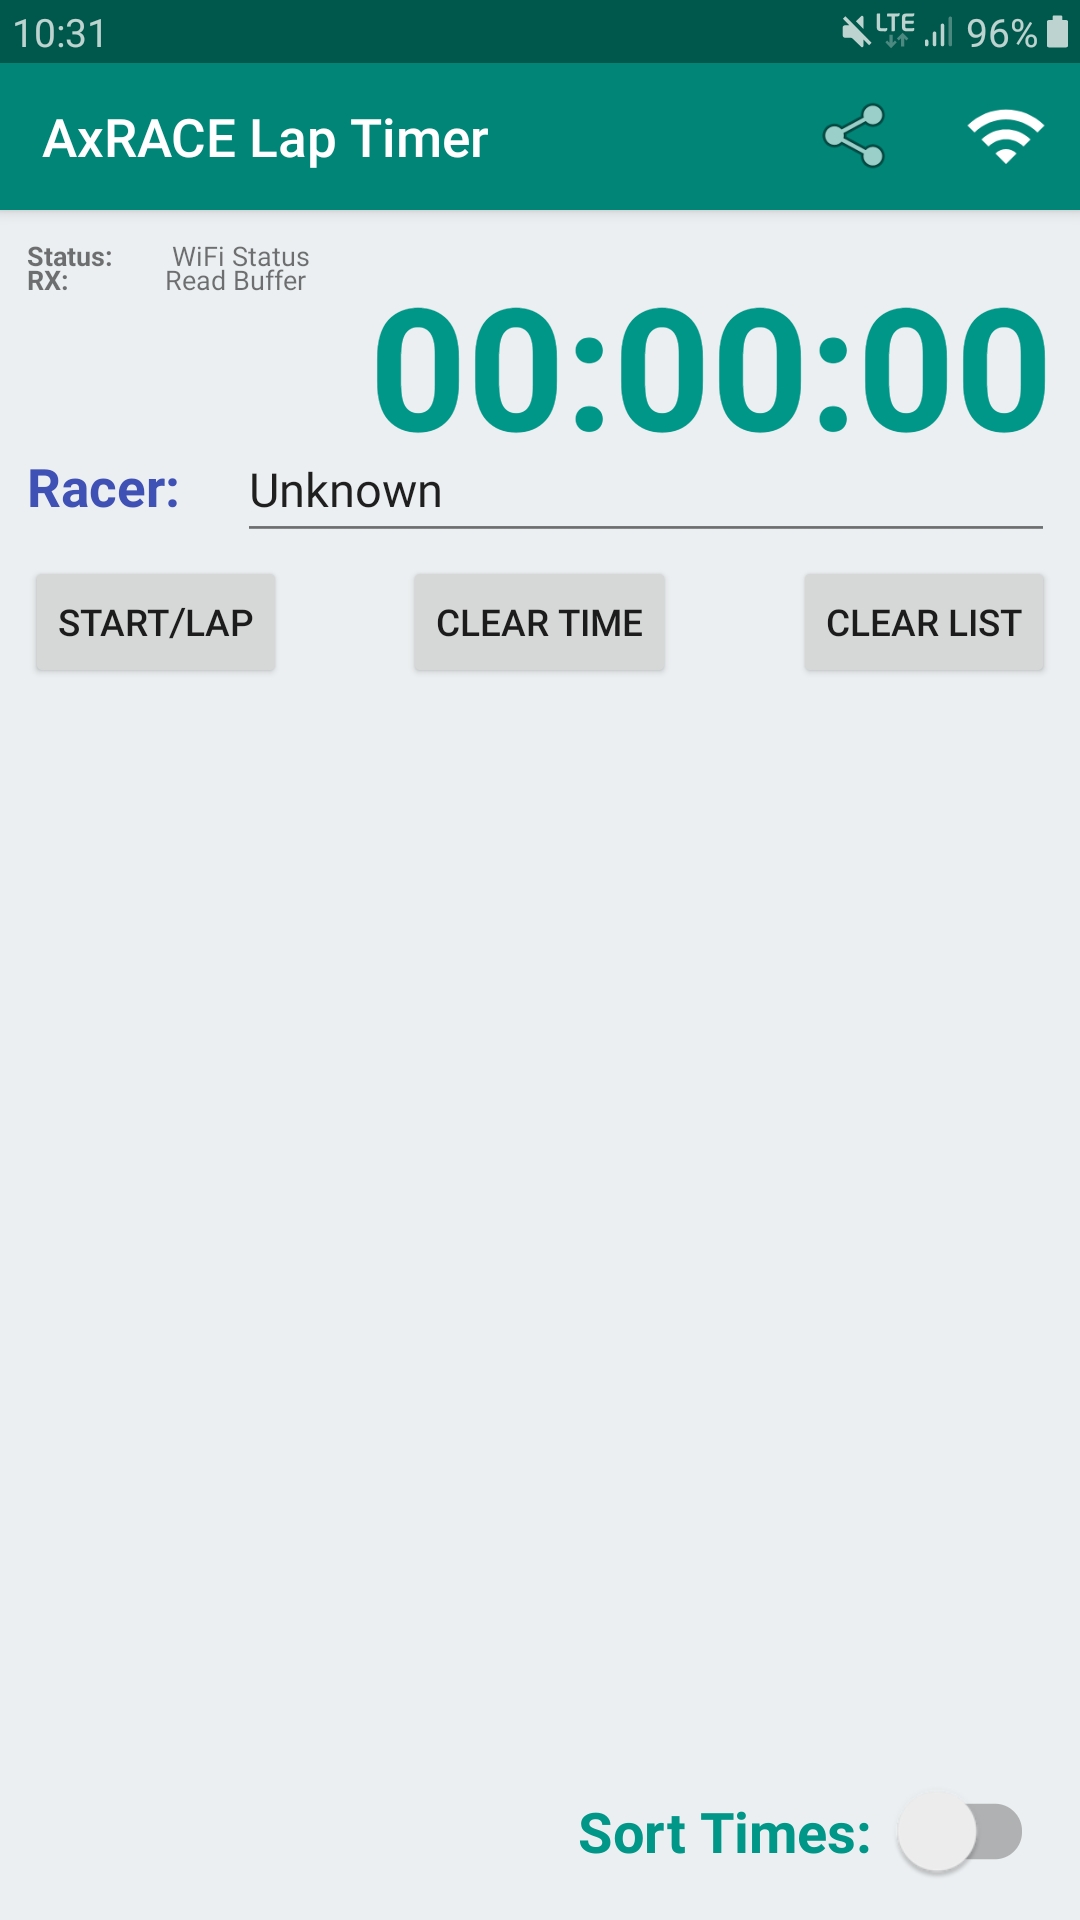 10:31 LTE 96%
AxRACE Lap Timer
Status: WiFi Status
RX: Read Buffer
00:00:00
Racer: Unknown
START/LAP CLEAR TIME CLEAR LIST
Sort Times: